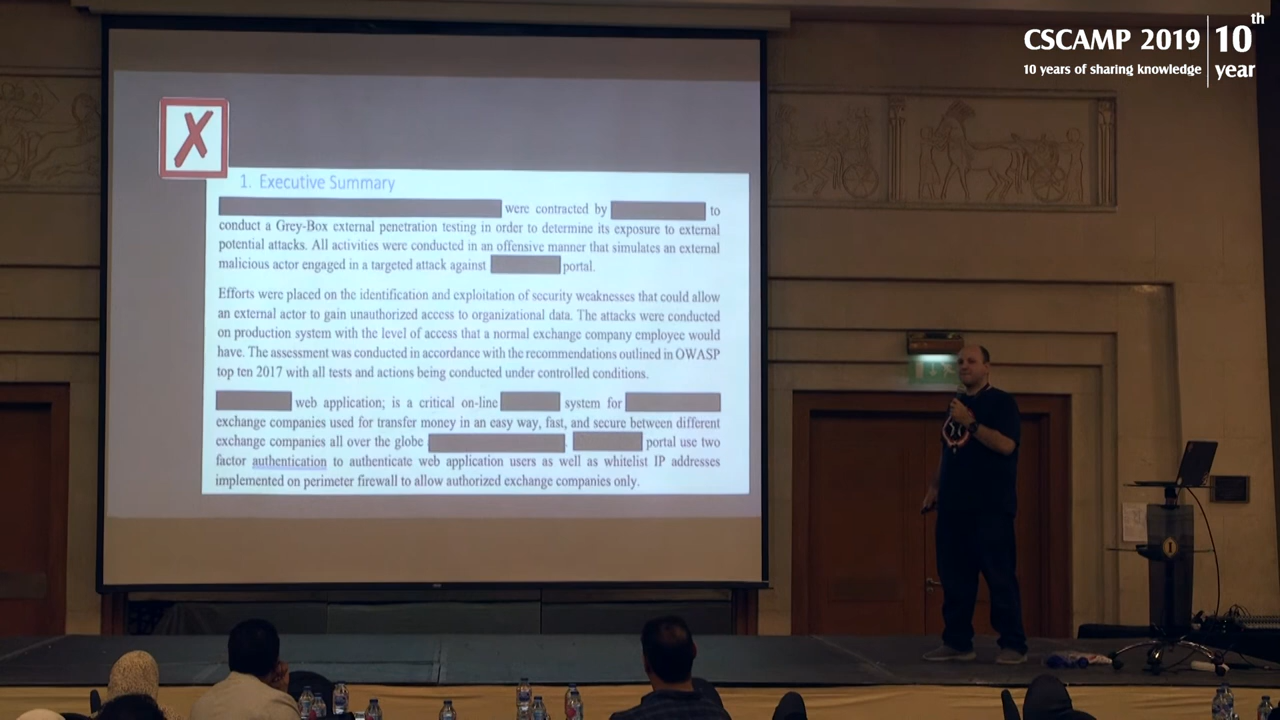 CSCAMP 2019
10 years of sharing knowledge
10th
year
X
1. Executive Summary
were contracted by to
conduct a Grey-Box external penetration testing in order to determine its exposure to external
potential attacks. All activities were conducted in an offensive manner that simulates an external
malicious actor engaged in a targeted attack against portal.
Efforts were placed on the identification and exploitation of security weaknesses that could allow
an external actor to gain unauthorized access to organizational data. The attacks were conducted
on production system with the level of access that a normal exchange company employee would
have. The assessment was conducted in accordance with the recommendations outlined in OWASP
top ten 2017 with all tests and actions being conducted under controlled conditions.
web application; is a critical on-line system for
exchange companies used for transfer money in an easy way, fast, and secure between different
exchange companies all over the globe . portal use two
factor authentication to authenticate web application users as well as whitelist IP addresses
implemented on perimeter firewall to allow authorized exchange companies only.